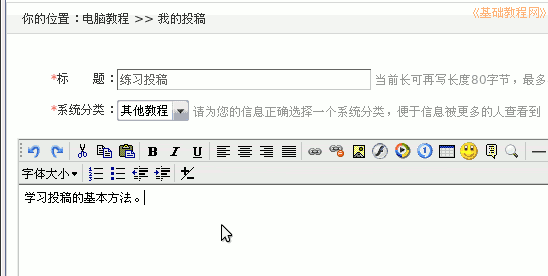 《基础教程网》
你的位置：电脑教程 >> 我的投稿
*标　　题：练习投稿 当前长可再写长度80字节，最多
*系统分类：其他教程 请为您的信息正确选择一个系统分类，便于信息被更多的人查看到
B I U
字体大小
学习投稿的基本方法。